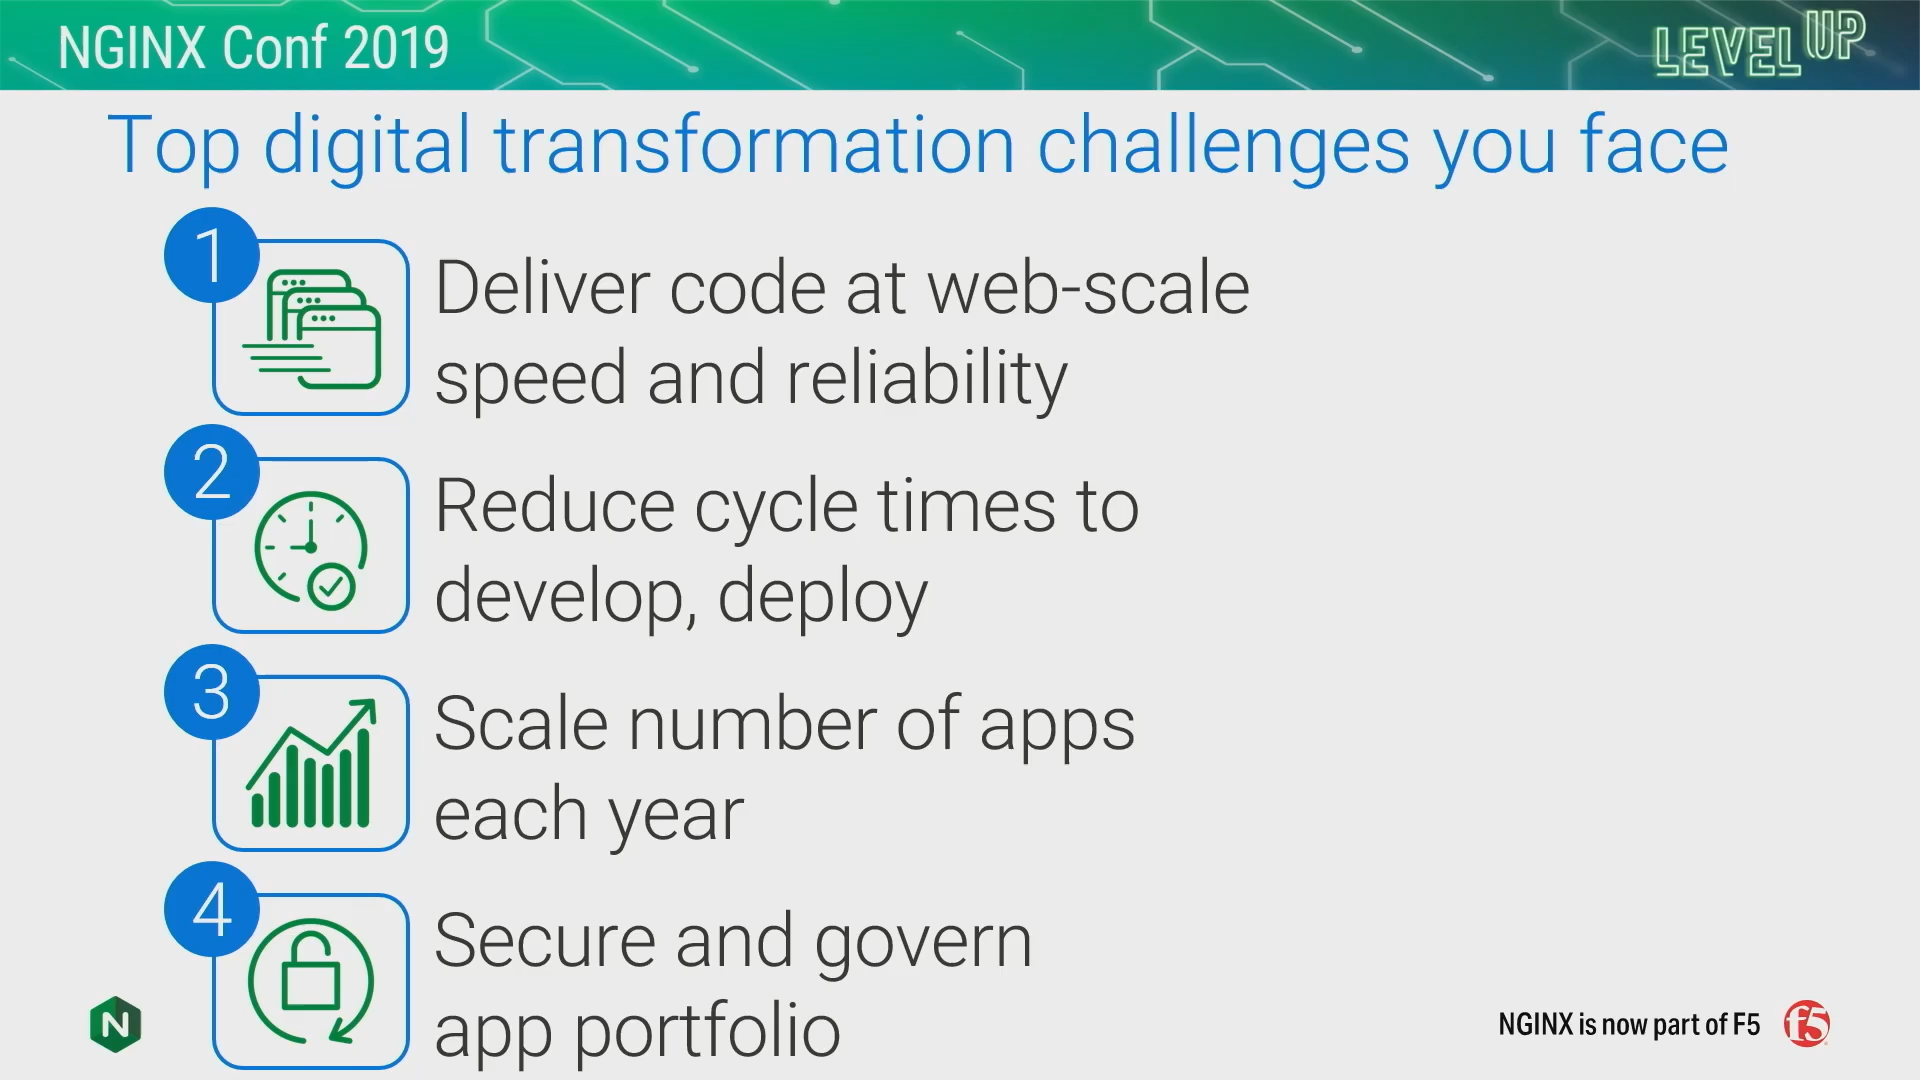 NGINX Conf 2019
LEVEL UP
Top digital transformation challenges you face
1
Deliver code at web-scale
speed and reliability
2
Reduce cycle times to
develop, deploy
3
Scale number of apps
each year
4
Secure and govern
app portfolio
N
NGINX is now part of F5
f5